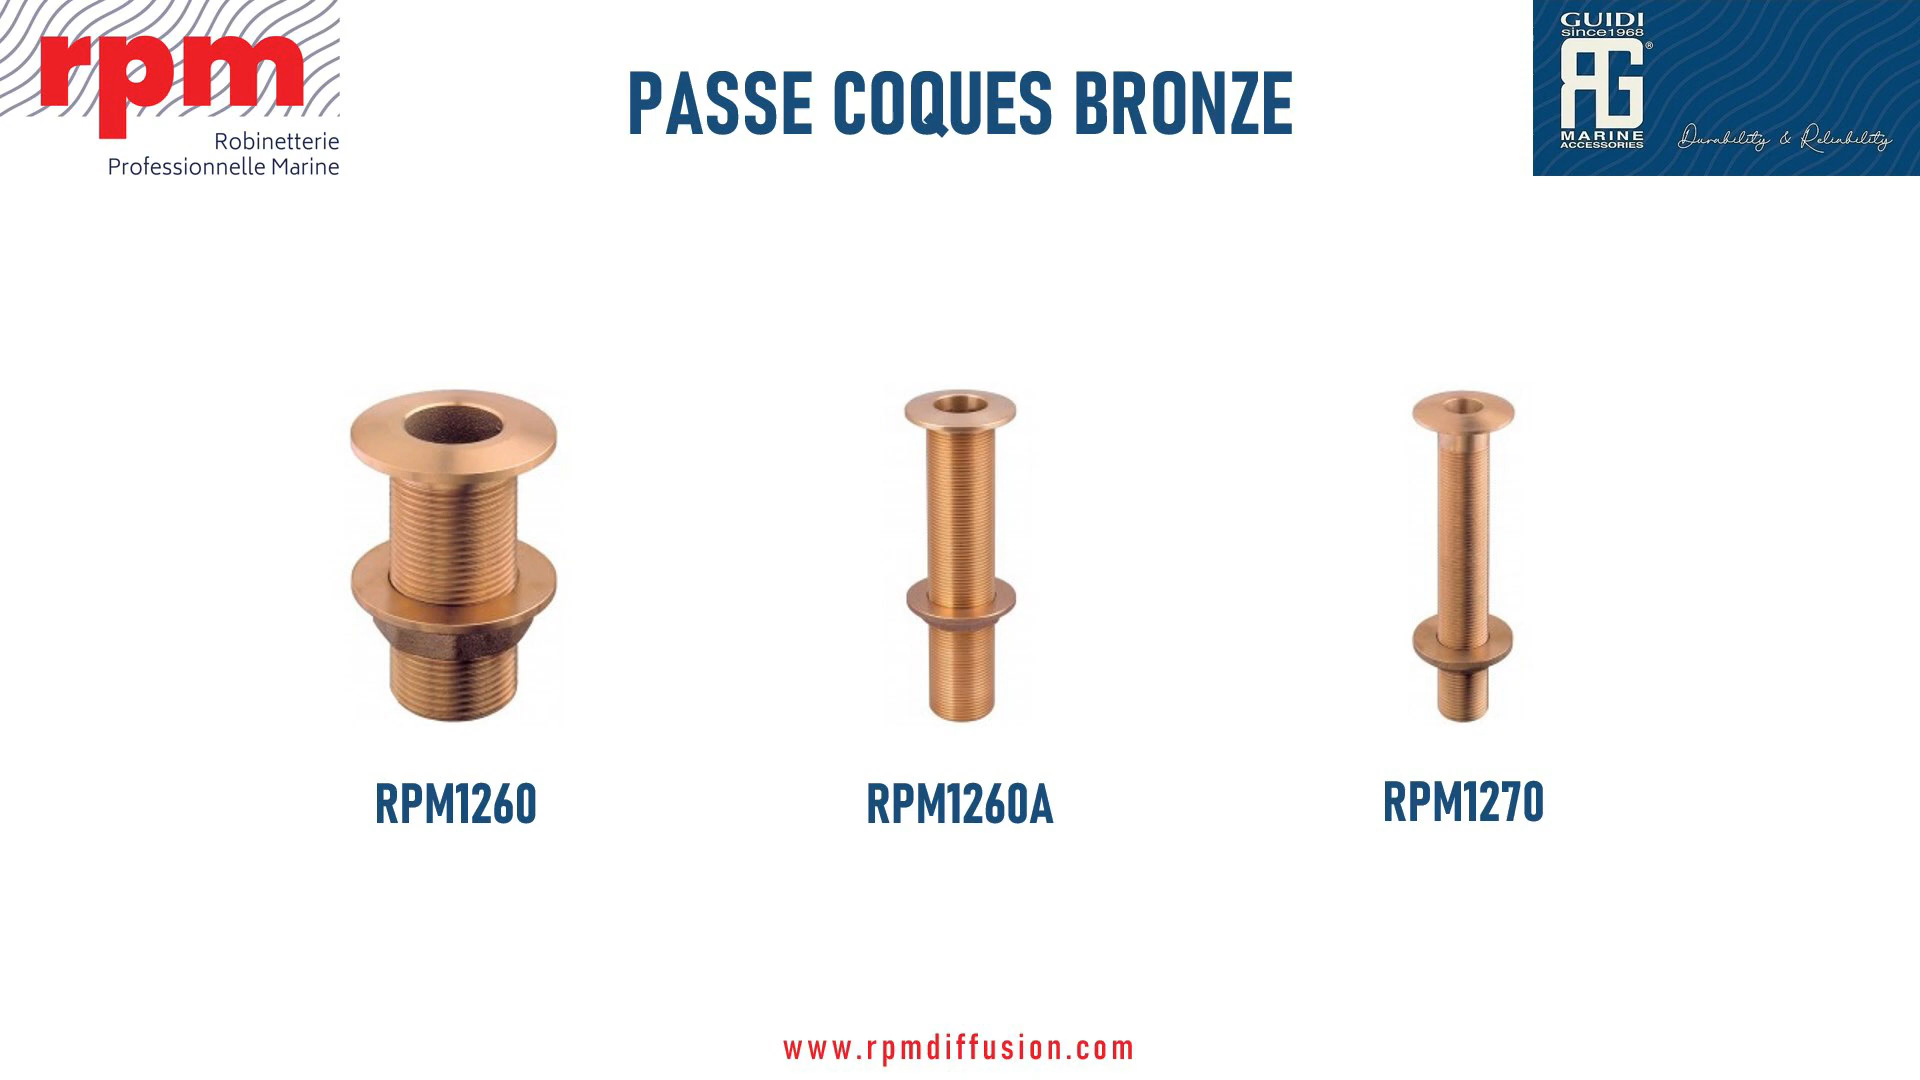 rpm
Robinetterie
Professionnelle Marine
PASSE COQUES BRONZE
GUIDI
since1968
RG®
MARINE
ACCESSORIES
Durability & Reliability
RPM1260
RPM1260A
RPM1270
www.rpmdiffusion.com